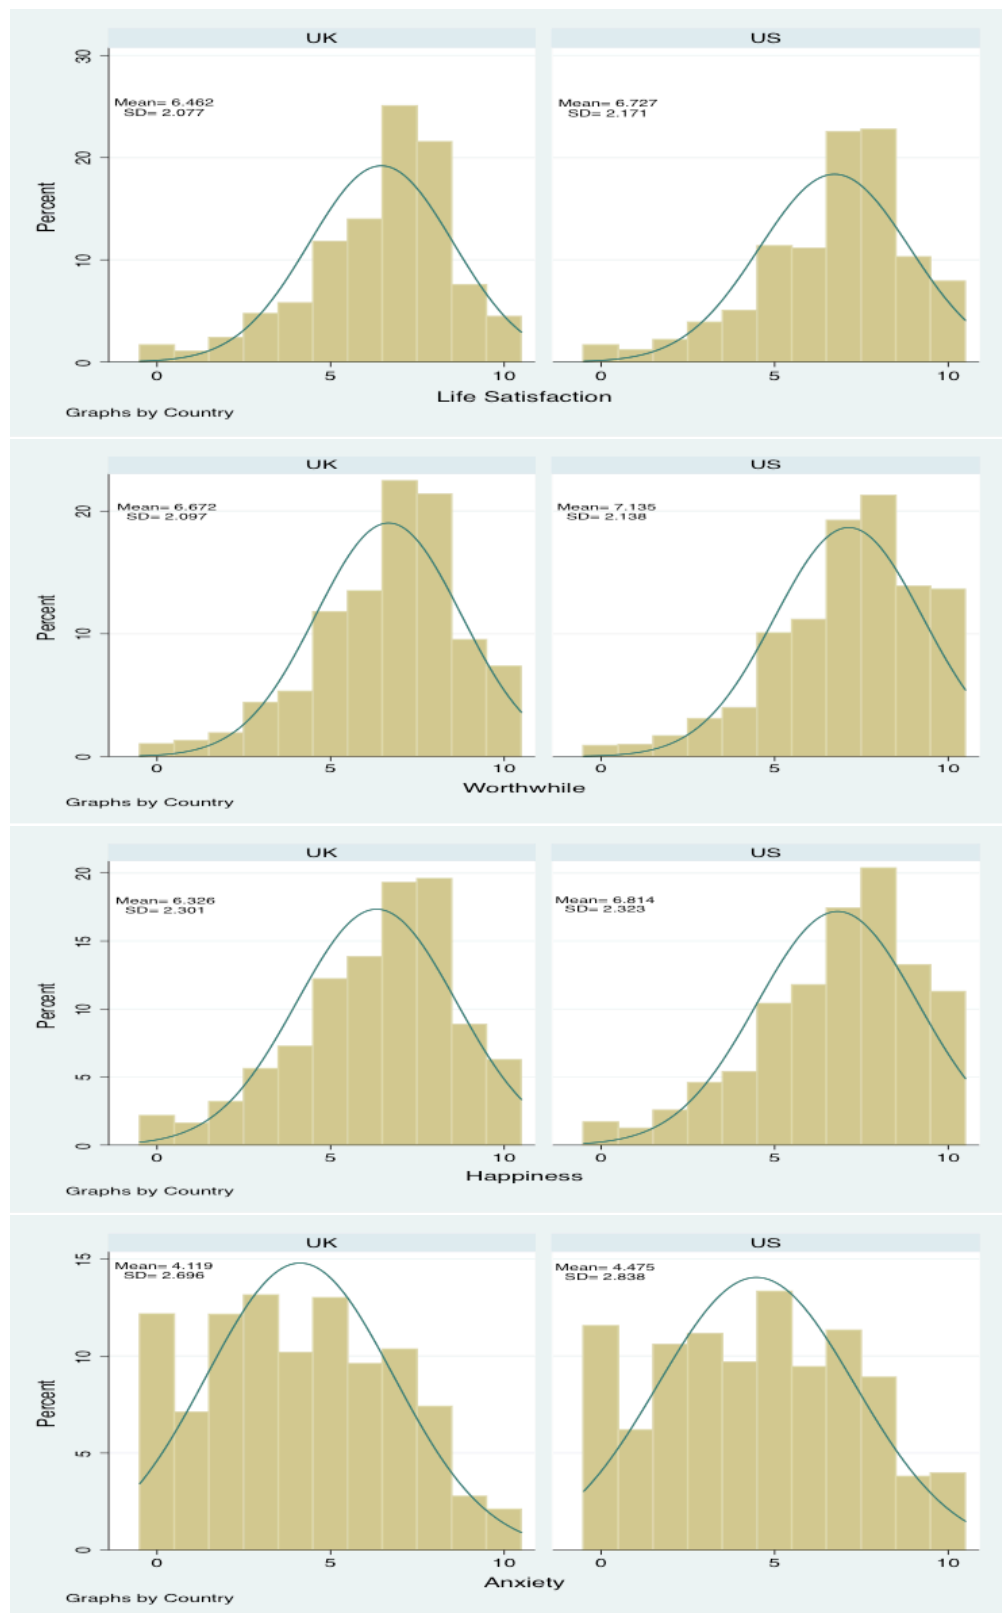 UK US
30
Mean= 6.462
SD= 2.077
Mean= 6.727
SD= 2.171
20
Percent
10
0
0 5 10 0 5 10
Life Satisfaction
Graphs by Country
UK US
Mean= 6.672
SD= 2.097
Mean= 7.135
SD= 2.138
20
Percent
10
0
0 5 10 0 5 10
Worthwhile
Graphs by Country
UK US
20
Mean= 6.326
SD= 2.301
Mean= 6.814
SD= 2.323
15
Percent
10
5
0
0 5 10 0 5 10
Happiness
Graphs by Country
UK US
15
Mean= 4.119
SD= 2.696
Mean= 4.475
SD= 2.838
10
Percent
5
0
0 5 10 0 5 10
Anxiety
Graphs by Country